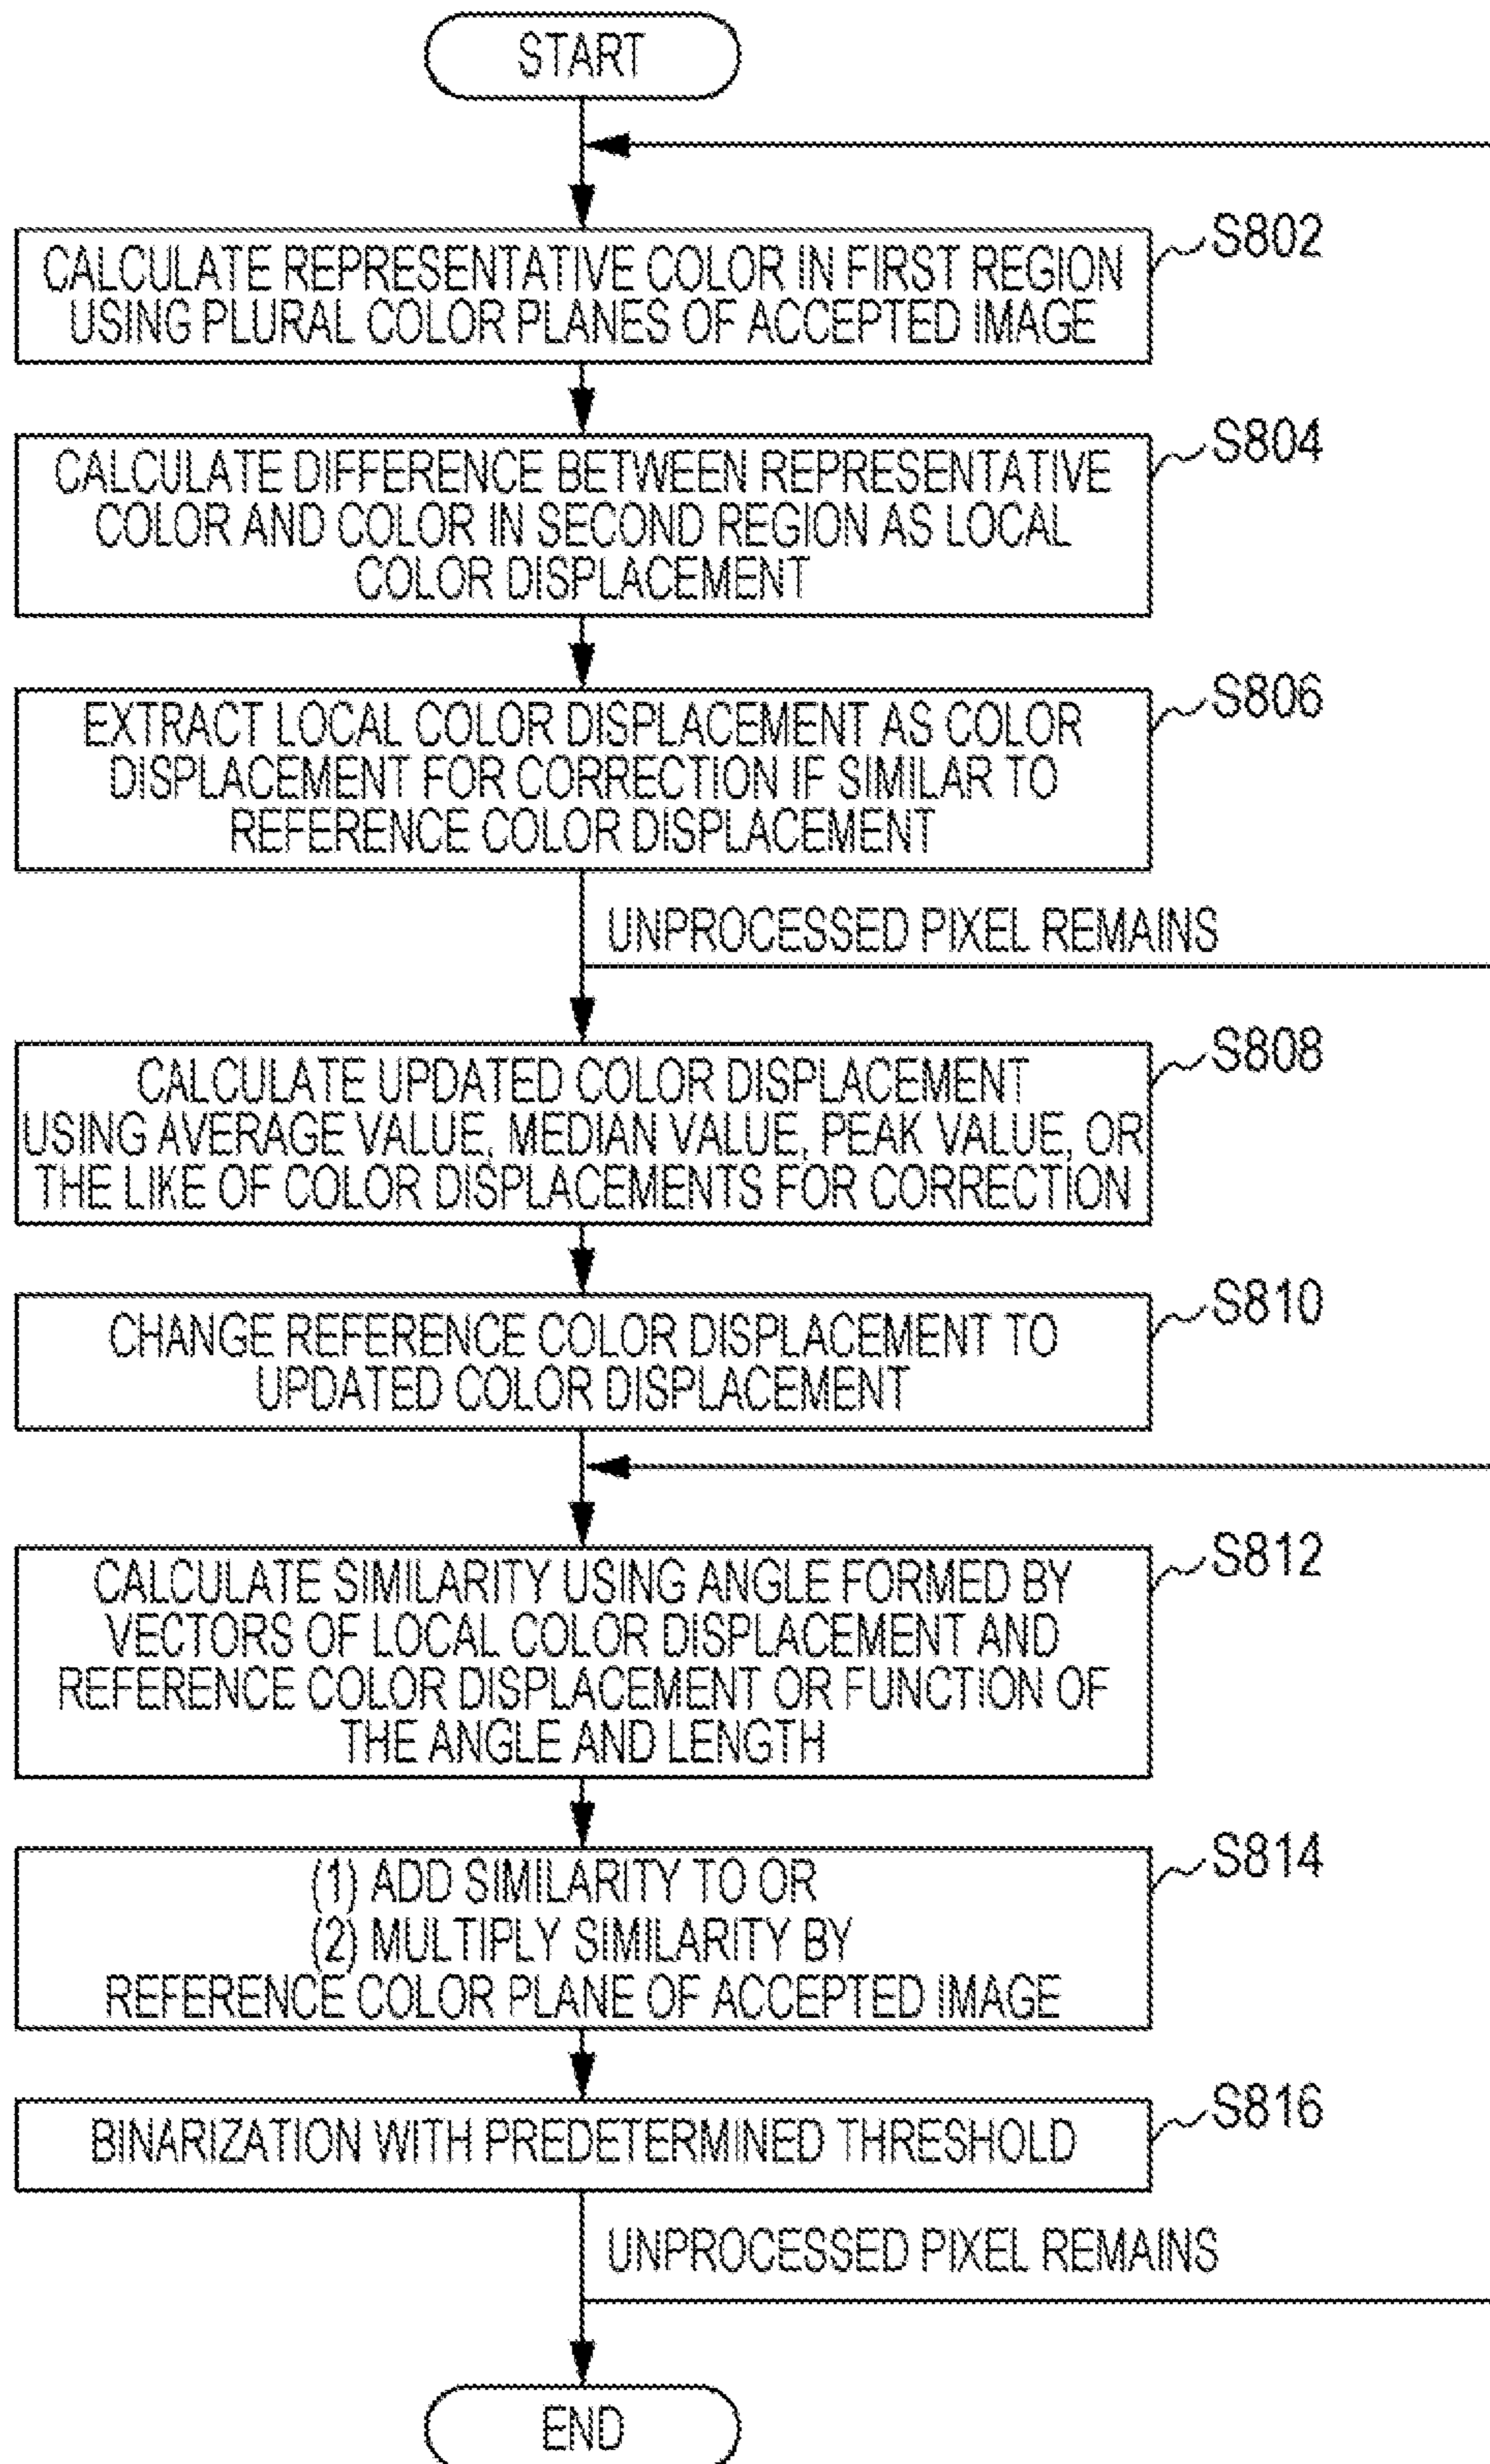 START
CALCULATE REPRESENTATIVE COLOR IN FIRST REGION
USING PLURAL COLOR PLANES OF ACCEPTED IMAGE
S802
CALCULATE DIFFERENCE BETWEEN REPRESENTATIVE
COLOR AND COLOR IN SECOND REGION AS LOCAL
COLOR DISPLACEMENT
S804
EXTRACT LOCAL COLOR DISPLACEMENT AS COLOR
DISPLACEMENT FOR CORRECTION IF SIMILAR TO
REFERENCE COLOR DISPLACEMENT
S806
UNPROCESSED PIXEL REMAINS
CALCULATE UPDATED COLOR DISPLACEMENT
USING AVERAGE VALUE, MEDIAN VALUE, PEAK VALUE, OR
THE LIKE OF COLOR DISPLACEMENTS FOR CORRECTION
S808
CHANGE REFERENCE COLOR DISPLACEMENT TO
UPDATED COLOR DISPLACEMENT
S810
CALCULATE SIMILARITY USING ANGLE FORMED BY
VECTORS OF LOCAL COLOR DISPLACEMENT AND
REFERENCE COLOR DISPLACEMENT OR FUNCTION OF
THE ANGLE AND LENGTH
S812
(1) ADD SIMILARITY TO OR
(2) MULTIPLY SIMILARITY BY
REFERENCE COLOR PLANE OF ACCEPTED IMAGE
S814
BINARIZATION WITH PREDETERMINED THRESHOLD
S816
UNPROCESSED PIXEL REMAINS
END